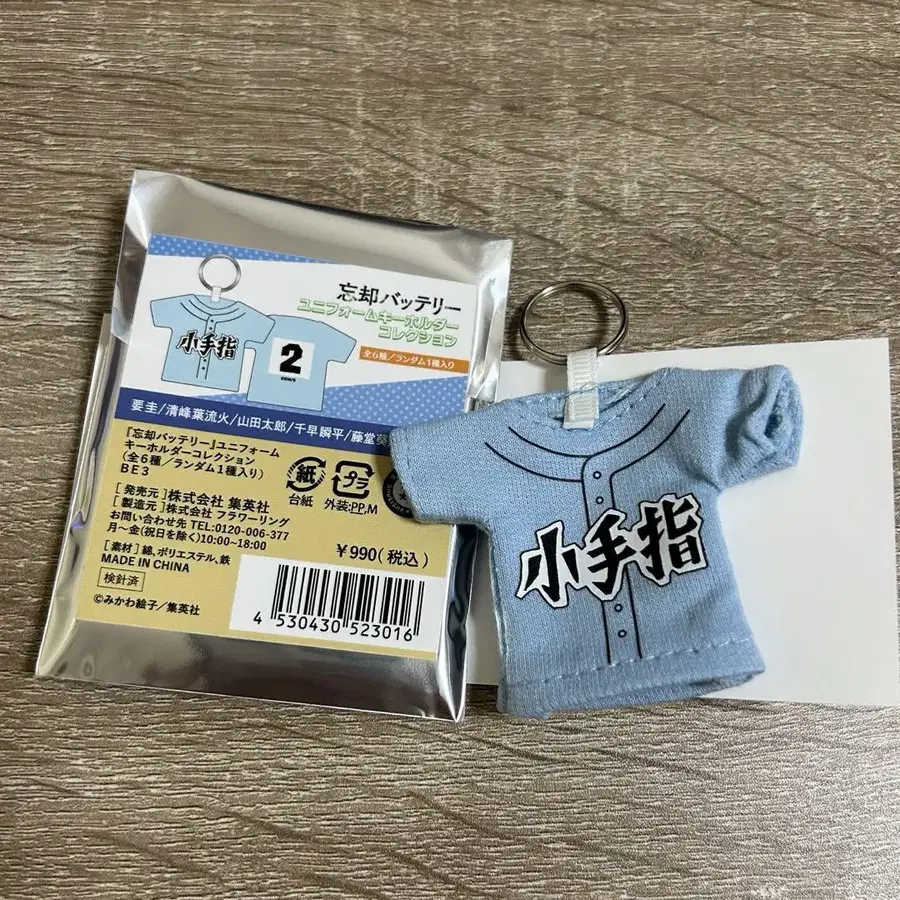 忘却バッテリー
ユニフォームキーホルダー
コレクション
全6種/ランダム1種入り
小手指
2
要圭/清峰葉流火/山田太郎/千早瞬平/藤堂葵
『忘却バッテリー』ユニフォーム
キーホルダーコレクション
(全6種/ランダム1種入り)
BE3
紙
台紙
プラ
外装:PP,M
[発売元]株式会社 集英社
[製造元]株式会社 フラワーリング
お問い合わせ先 TEL:0120-006-377
月~金(祝日を除く)10:00~18:00
[素材] 綿、ポリエステル、鉄
MADE IN CHINA
検針済
©みかわ絵子/集英社
¥990(税込)
4 530430 523016
小手指